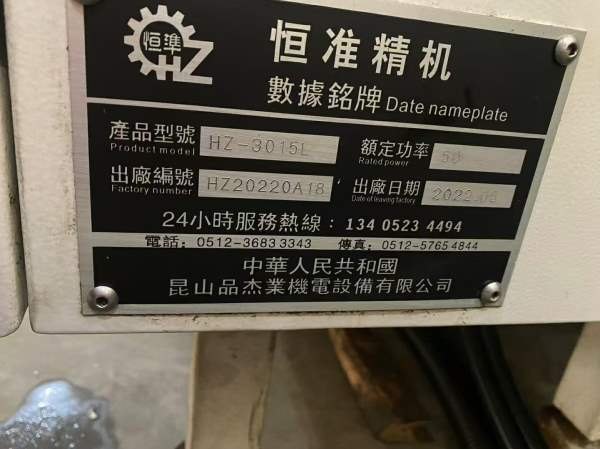 恒準
HZ
恒准精机
數據銘牌 Date nameplate
產品型號 HZ-3015L 額定功率 50
Product model Rated power
出廠編號 HZ20220A18 出廠日期 2022.
Factory number Date of leaving factory
24小時服務熱線：134 0523 4494
電話：0512-3683 3343 傳真：0512-5765 4844
中華人民共和國
昆山品杰業機電設備有限公司